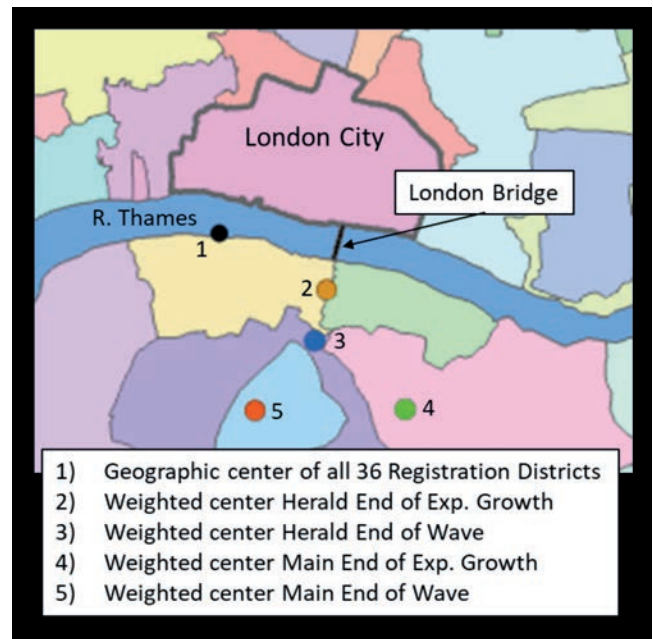 London City
London Bridge
R. Thames
1
2
3
5
4
1) Geographic center of all 36 Registration Districts
2) Weighted center Herald End of Exp. Growth
3) Weighted center Herald End of Wave
4) Weighted center Main End of Exp. Growth
5) Weighted center Main End of Wave